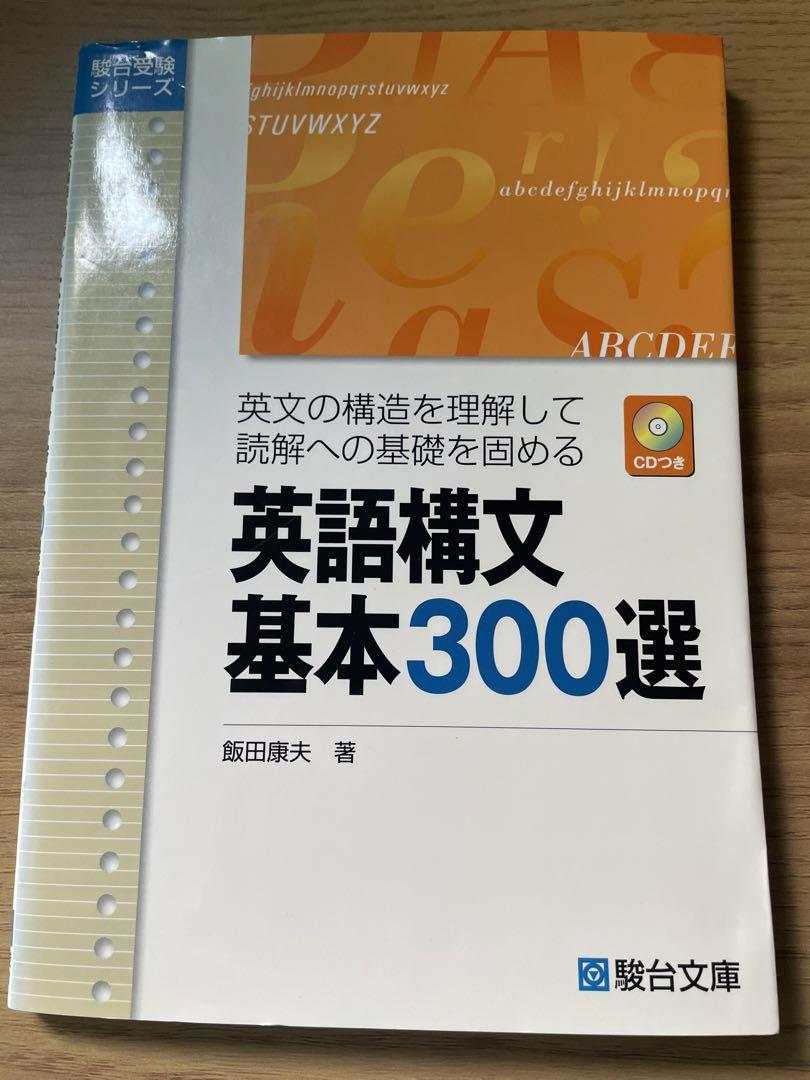 駿台受験
シリーズ
fghijklmnopqrstuvwxyz
STUVWXYZ
abcdefghijklmnopqr
ABCDEF
英文の構造を理解して
読解への基礎を固める
CDつき
英語構文
基本300選
飯田康夫 著
駿台文庫